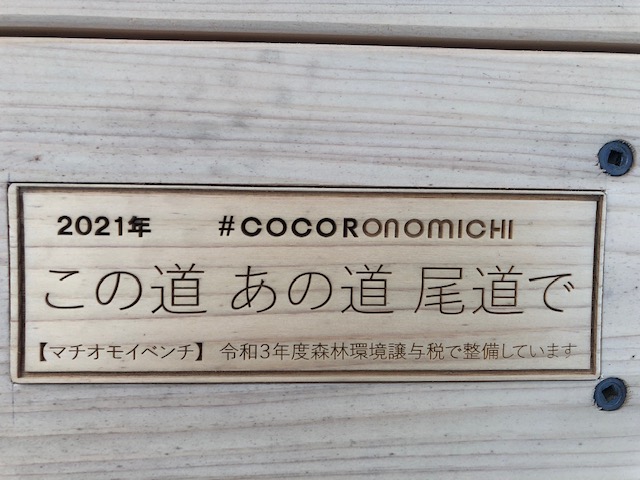 2021年 #COCORONOMICHI
この道 あの道 尾道で
【マチオモイベンチ】 令和3年度森林環境譲与税で整備しています